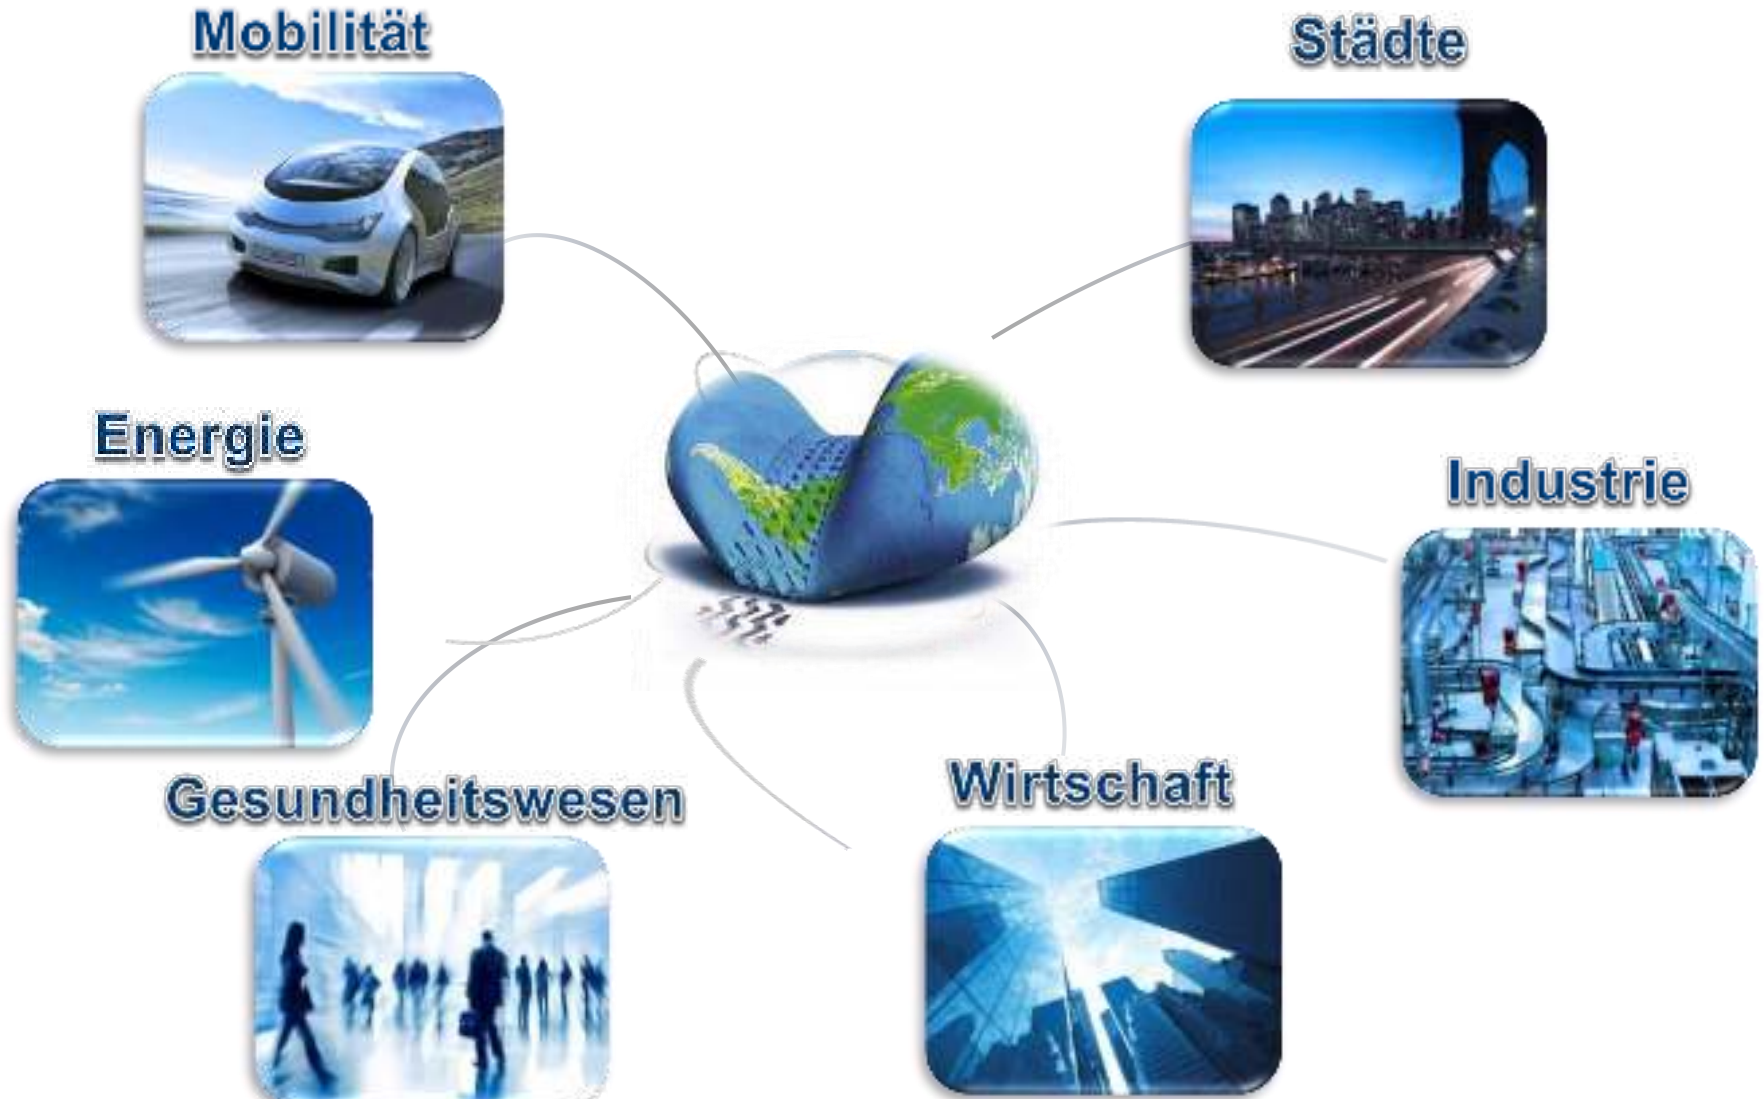 Mobilität
Städte
Energie
Industrie
Gesundheitswesen
Wirtschaft